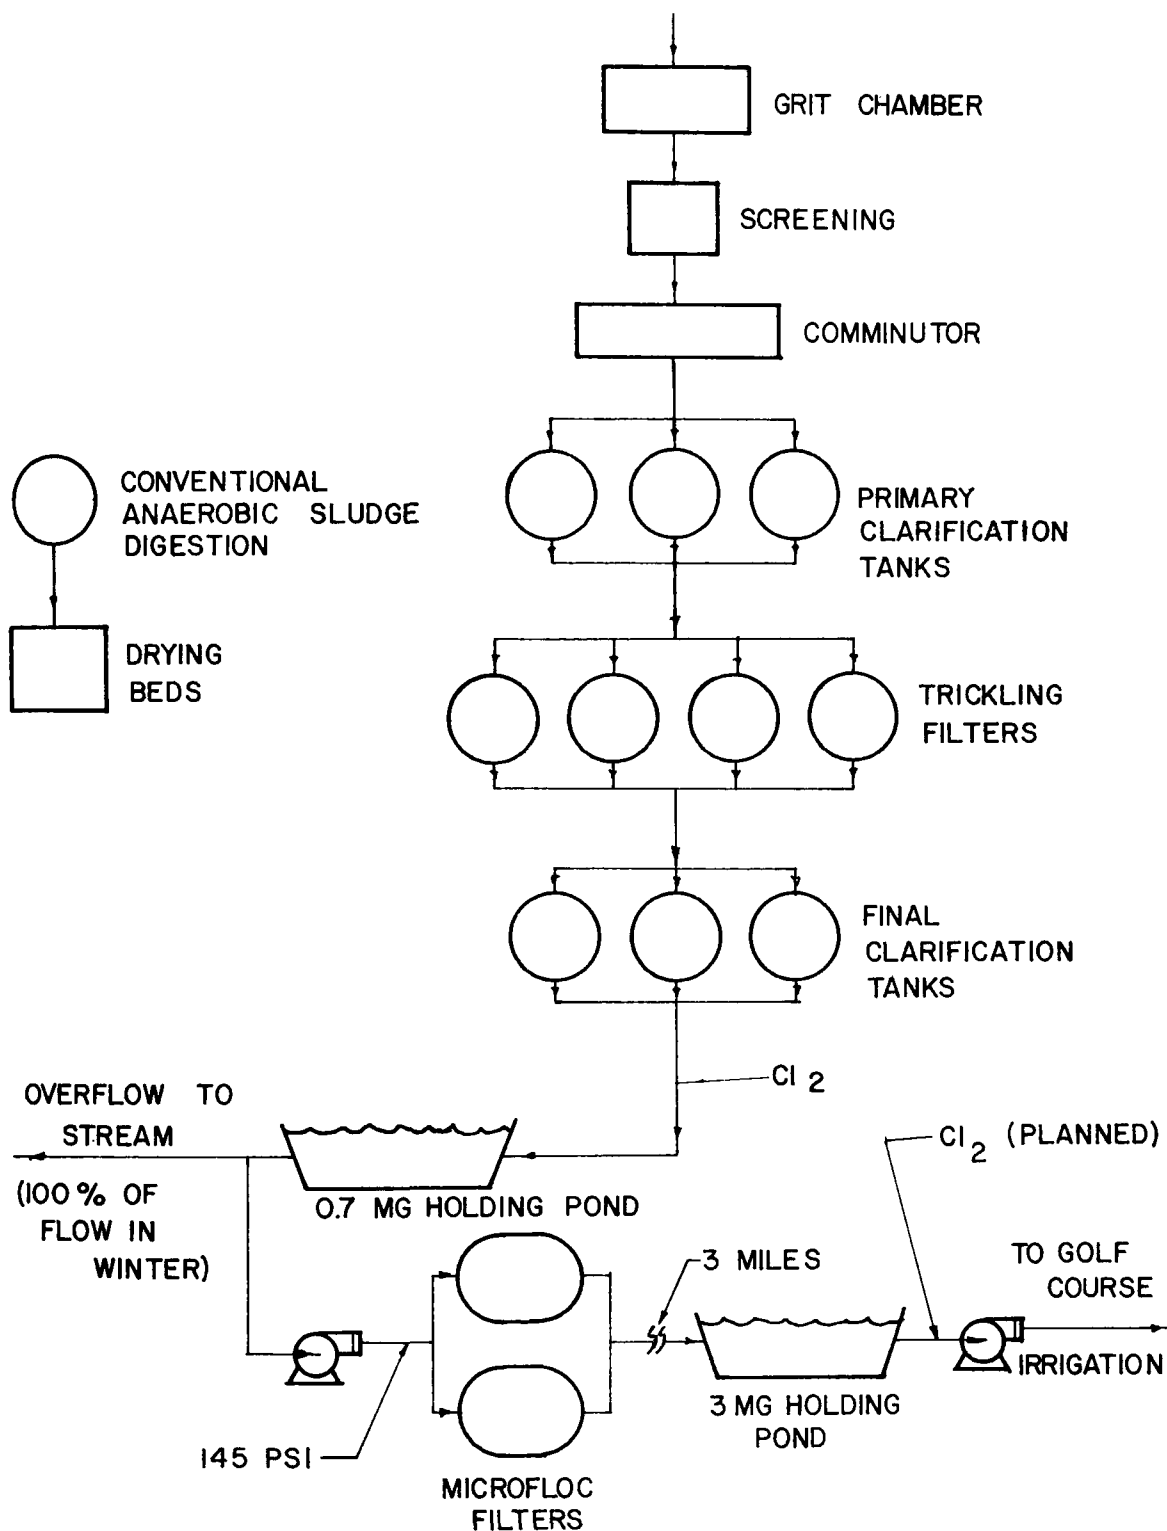 GRIT CHAMBER
SCREENING
COMMINUTOR
CONVENTIONAL
ANAEROBIC SLUDGE
DIGESTION
PRIMARY
CLARIFICATION
TANKS
DRYING
BEDS
TRICKLING
FILTERS
FINAL
CLARIFICATION
TANKS
Cl2
OVERFLOW TO
STREAM
(100% OF
FLOW IN
WINTER)
0.7 MG HOLDING POND
Cl2 (PLANNED)
3 MILES
TO GOLF
COURSE
IRRIGATION
3 MG HOLDING
POND
145 PSI
MICROFLOC
FILTERS